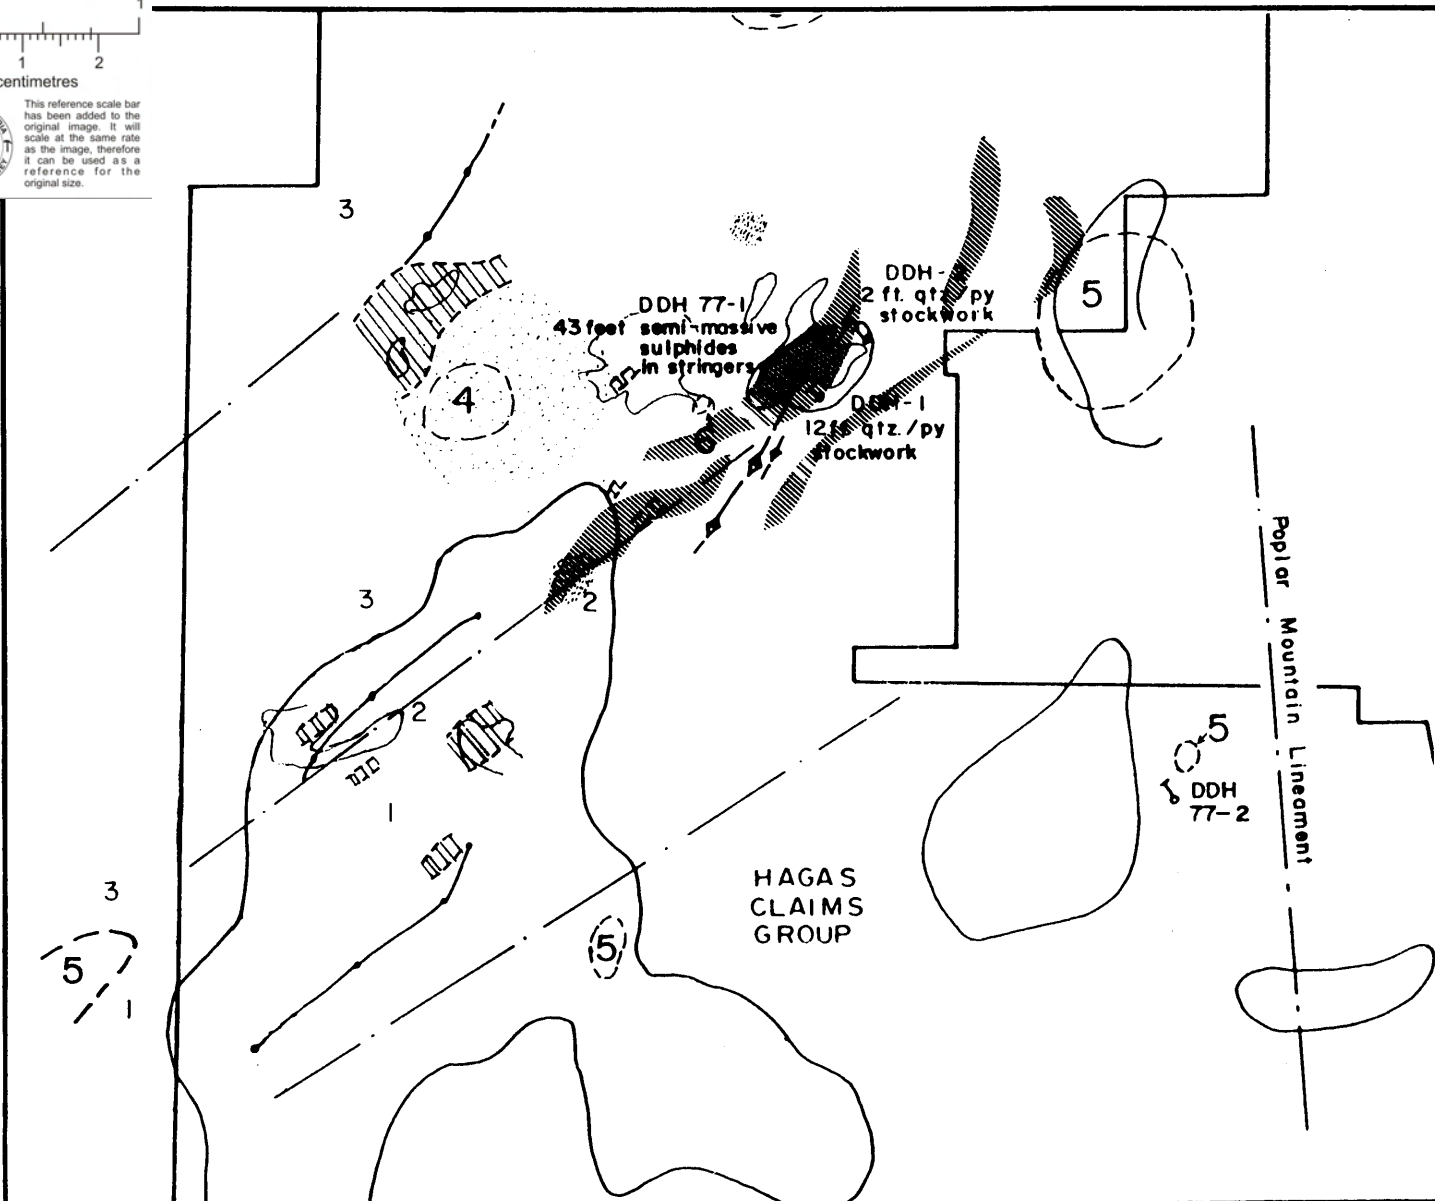 1
1 2
centimetres
This reference scale bar
has been added to the
original image. It will
scale at the same rate
as the image, therefore
it can be used as a
reference for the
original size.
3
DDH 77-1
43 feet semi-massive
sulphides
in stringers
DDH-
2 ft. qtz/py
stockwork
5
4
DDH-1
12 ft qtz./py
stockwork
3
2
2
1
3
5
1
5
HAGAS
CLAIMS
GROUP
5
DDH
77-2
Poplar Mountain Lineament